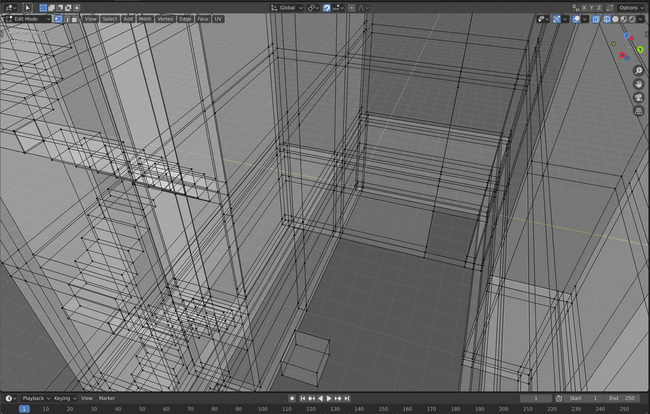 Global
Options
Edit Mode View Select Add Mesh Vertex Edge Face UV
X Y Z
Playback Keying View Marker 1 Start 1 End 250
1 10 20 30 40 50 60 70 80 90 100 110 120 130 140 150 160 170 180 190 200 210 220 230 240 250